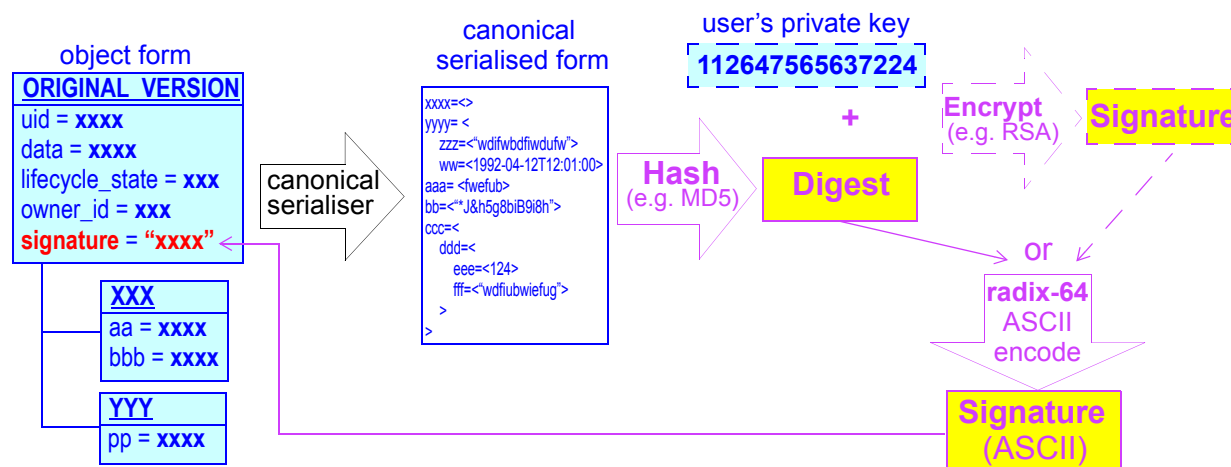 object form
ORIGINAL_VERSION
uid = xxxx
data = xxxx
lifecycle_state = xxx
owner_id = xxx
signature = “xxxx”
XXX
aa = xxxx
bbb = xxxx
YYY
pp = xxxx
canonical
serialiser
canonical
serialised form
xxxx=<>
yyyy= <
zzz=<“wdifwbdfiwdufw”>
ww=<1992-04-12T12:01:00>
aaa= <fwefub>
bb=<“*J&h5g8biB9i8h”>
ccc=<
ddd=<
eee=<124>
fff=<“wdfiubwiefug”>
>
>
Hash
(e.g. MD5)
user’s private key
112647565637224
+
Digest
Encrypt
(e.g. RSA)
Signature
or
radix-64
ASCII
encode
Signature
(ASCII)